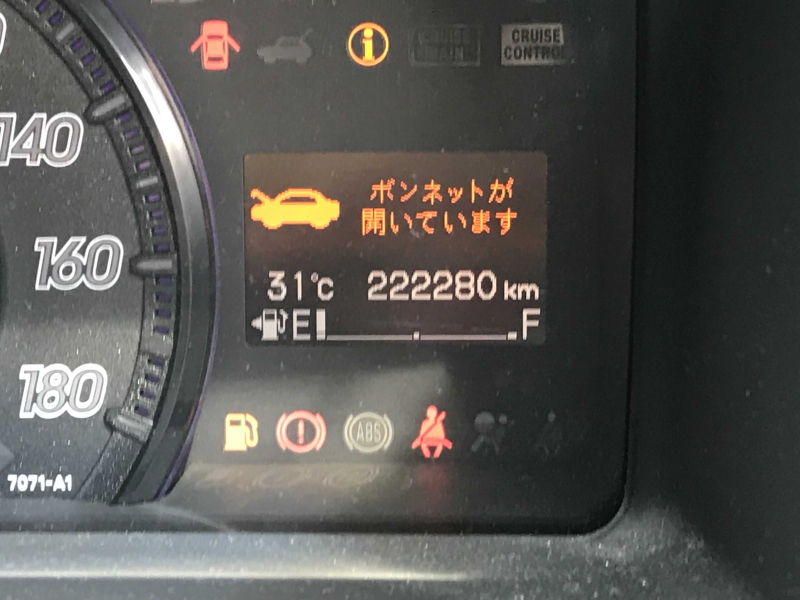 CRUISE
CONTROL
140
160
180
ボンネットが
開いています
31℃ 222280 km
E F
ABS
7071-A1